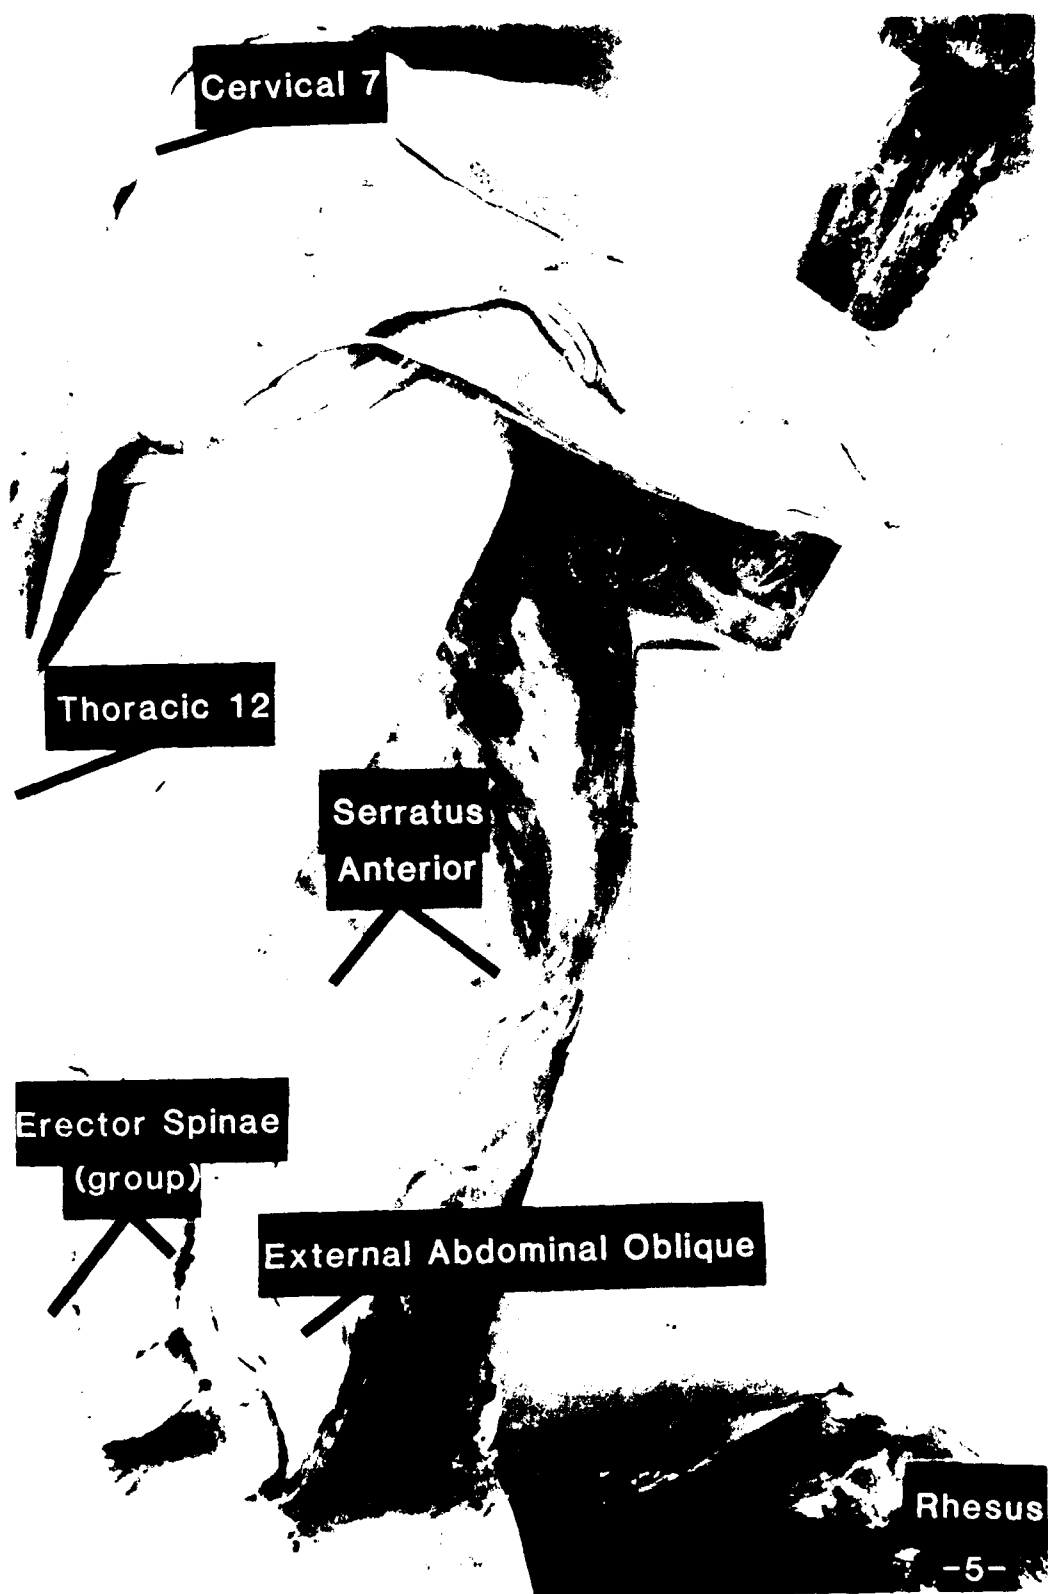 Cervical 7
Thoracic 12
Serratus
Anterior
Erector Spinae
(group)
External Abdominal Oblique
Rhesus
-5-